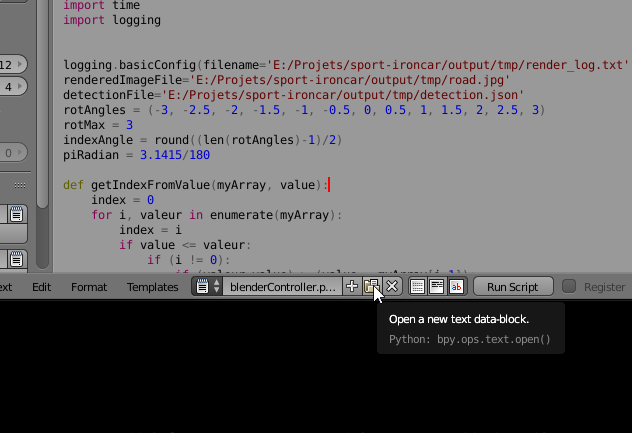 import time
import logging
logging.basicConfig(filename='E:/Projets/sport-ironcar/output/tmp/render_log.txt'
renderedImageFile='E:/Projets/sport-ironcar/output/tmp/road.jpg'
detectionFile='E:/Projets/sport-ironcar/output/tmp/detection.json'
12
rotAngles = (-3, -2.5, -2, -1.5, -1, -0.5, 0, 0.5, 1, 1.5, 2, 2.5, 3)
4
rotMax = 3
indexAngle = round((len(rotAngles)-1)/2)
0
piRadian = 3.1415/180
def getIndexFromValue(myArray, value):
index = 0
for i, valeur in enumerate(myArray):
index = i
if value <= valeur:
if (i != 0):
ext Edit Format Templates blenderController.p... ab Run Script Register
Open a new text data-block.
Python: bpy.ops.text.open()